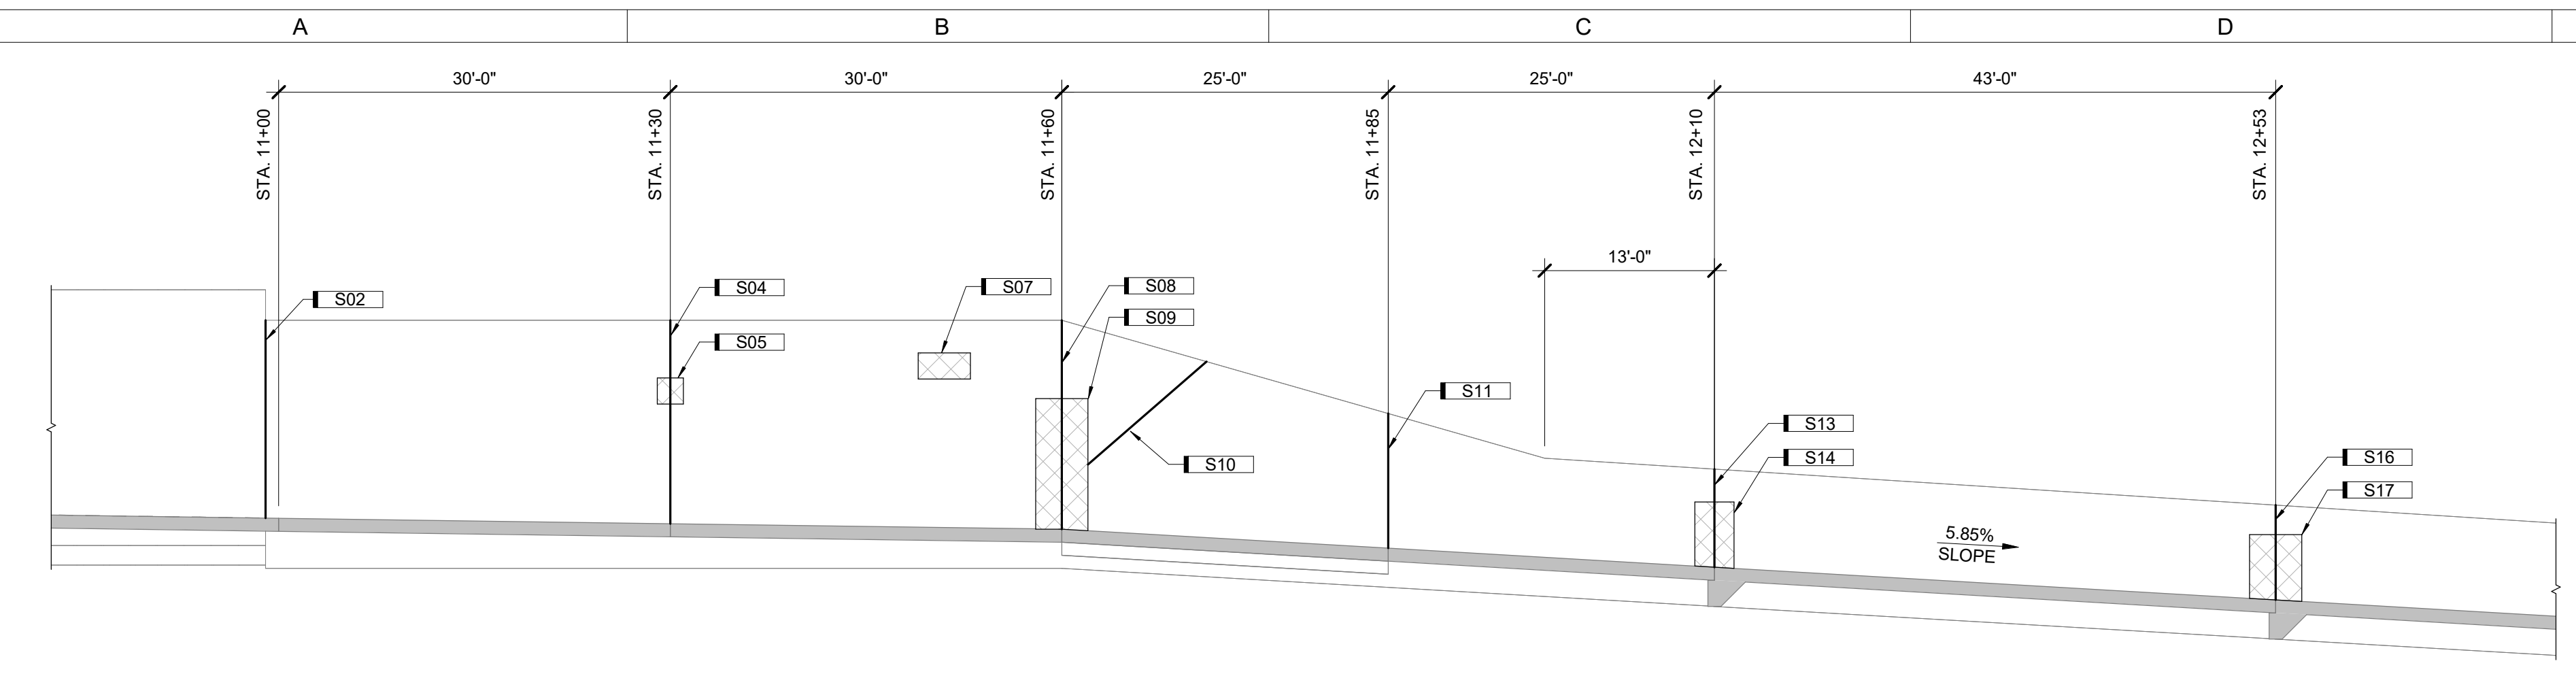 A B C D
30'-0" 30'-0" 25'-0" 25'-0" 43'-0"
STA. 11+00
STA. 11+30
STA. 11+60
STA. 11+85
STA. 12+10
STA. 12+53
13'-0"
S02
S04
S05
S07
S08
S09
S10
S11
S13
S14
S16
S17
5.85%
SLOPE